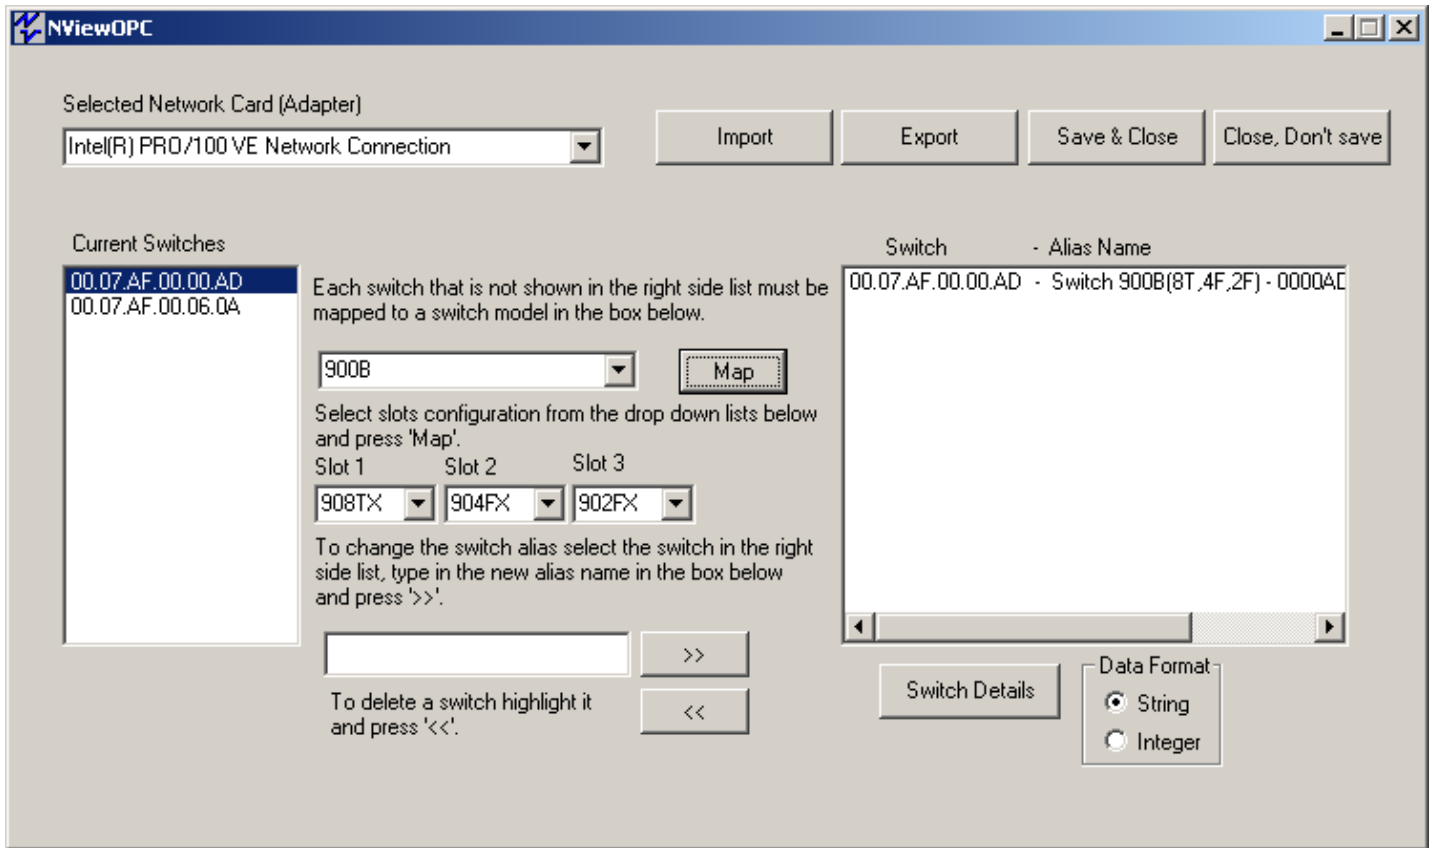 NViewOPC
Selected Network Card (Adapter)
Intel(R) PRO/100 VE Network Connection
Import
Export
Save & Close
Close, Don't save
Current Switches
00.07.AF.00.00.AD
00.07.AF.00.06.0A
Each switch that is not shown in the right side list must be
mapped to a switch model in the box below.
900B
Map
Select slots configuration from the drop down lists below
and press 'Map'.
Slot 1
Slot 2
Slot 3
908TX
904FX
902FX
To change the switch alias select the switch in the right
side list, type in the new alias name in the box below
and press '>>'.
>>
To delete a switch highlight it
and press '<<'.
<<
Switch - Alias Name
00.07.AF.00.00.AD - Switch 900B(8T,4F,2F) - 0000AD
Switch Details
Data Format
String
Integer